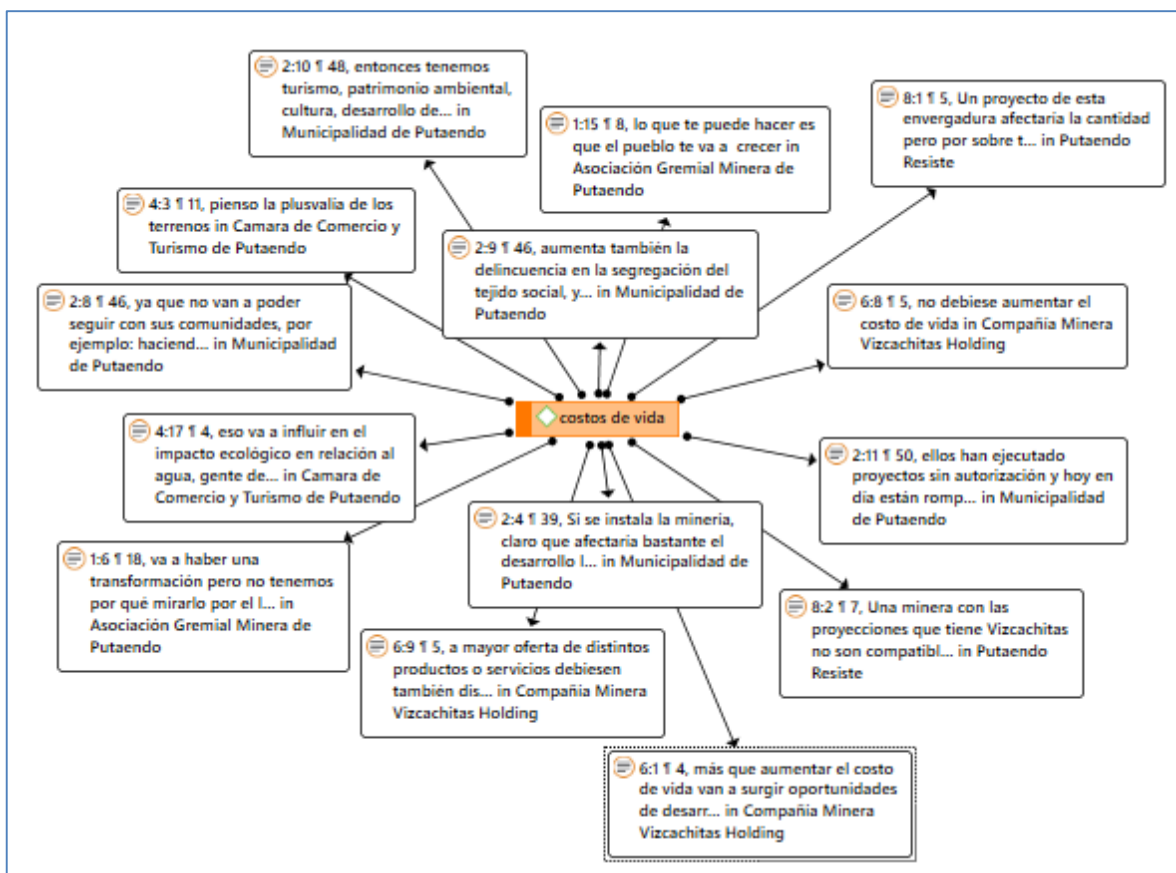 2:10 ¶ 48, entonces tenemos
turismo, patrimonio ambiental,
cultura, desarrollo de... in
Municipalidad de Putaendo
1:15 ¶ 8, lo que te puede hacer es
que el pueblo te va a crecer in
Asociación Gremial Minera de
Putaendo
8:1 ¶ 5, Un proyecto de esta
envergadura afectaría la cantidad
pero por sobre t... in Putaendo
Resiste
4:3 ¶ 11, pienso la plusvalía de los
terrenos in Camara de Comercio y
Turismo de Putaendo
2:9 ¶ 46, aumenta también la
delincuencia en la segregación del
tejido social, y... in Municipalidad de
Putaendo
2:8 ¶ 46, ya que no van a poder
seguir con sus comunidades, por
ejemplo: haciend... in Municipalidad
de Putaendo
6:8 ¶ 5, no debiese aumentar el
costo de vida in Compañia Minera
Vizcachitas Holding
costos de vida
4:17 ¶ 4, eso va a influir en el
impacto ecológico en relación al
agua, gente de... in Camara de
Comercio y Turismo de Putaendo
2:11 ¶ 50, ellos han ejecutado
proyectos sin autorización y hoy en
día están romp... in Municipalidad
de Putaendo
2:4 ¶ 39, Si se instala la minería,
claro que afectaría bastante el
desarrollo l... in Municipalidad de
Putaendo
1:6 ¶ 18, va a haber una
transformación pero no tenemos
por qué mirarlo por el l... in
Asociación Gremial Minera de
Putaendo
8:2 ¶ 7, Una minera con las
proyecciones que tiene Vizcachitas
no son compatibl... in Putaendo
Resiste
6:9 ¶ 5, a mayor oferta de distintos
productos o servicios debiesen
también dis... in Compañia Minera
Vizcachitas Holding
6:1 ¶ 4, más que aumentar el costo
de vida van a surgir oportunidades
de desarr... in Compañia Minera
Vizcachitas Holding